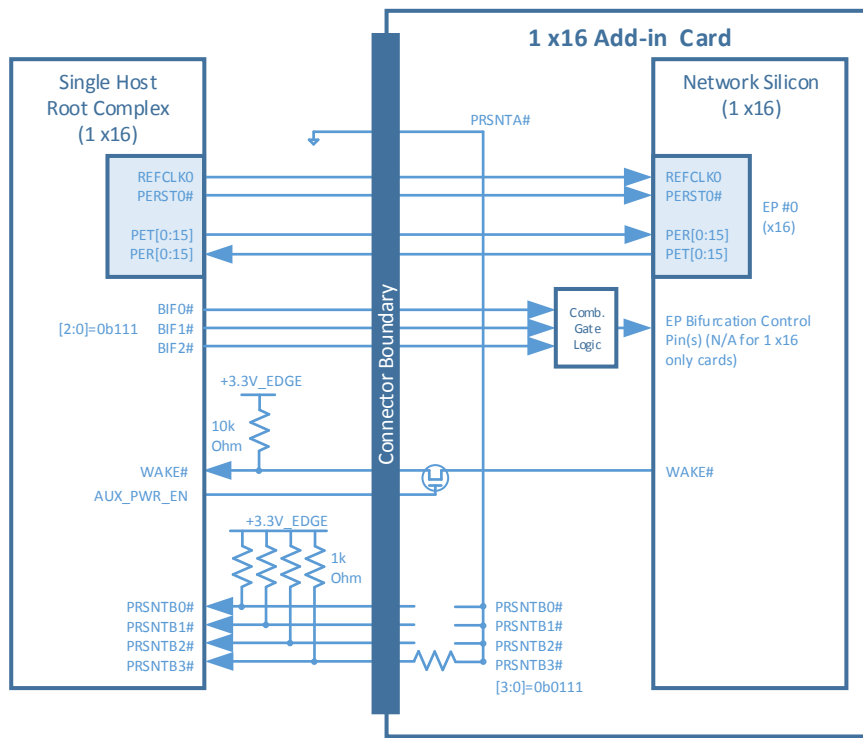 1 x16 Add-in Card
Single Host
Root Complex
(1 x16)
Network Silicon
(1 x16)
PRSNTA#
REFCLK0
PERST0#
PET[0:15]
PER[0:15]
REFCLK0
PERST0#
PER[0:15]
PET[0:15]
EP #0
(x16)
BIF0#
BIF1#
BIF2#
[2:0]=0b111
Comb.
Gate
Logic
EP Bifurcation Control
Pin(s) (N/A for 1 x16
only cards)
Connector Boundary
+3.3V_EDGE
10k
Ohm
WAKE#
WAKE#
AUX_PWR_EN
+3.3V_EDGE
1k
Ohm
PRSNTB0#
PRSNTB1#
PRSNTB2#
PRSNTB3#
PRSNTB0#
PRSNTB1#
PRSNTB2#
PRSNTB3#
[3:0]=0b0111